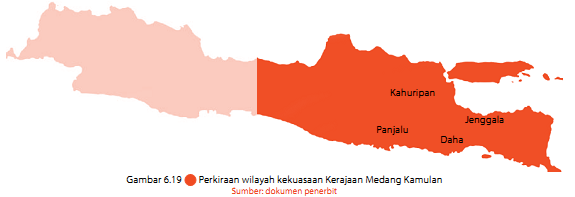 Kahuripan
Jenggala
Panjalu
Daha
Gambar 6.19 Perkiraan wilayah kekuasaan Kerajaan Medang Kamulan
Sumber: dokumen penerbit